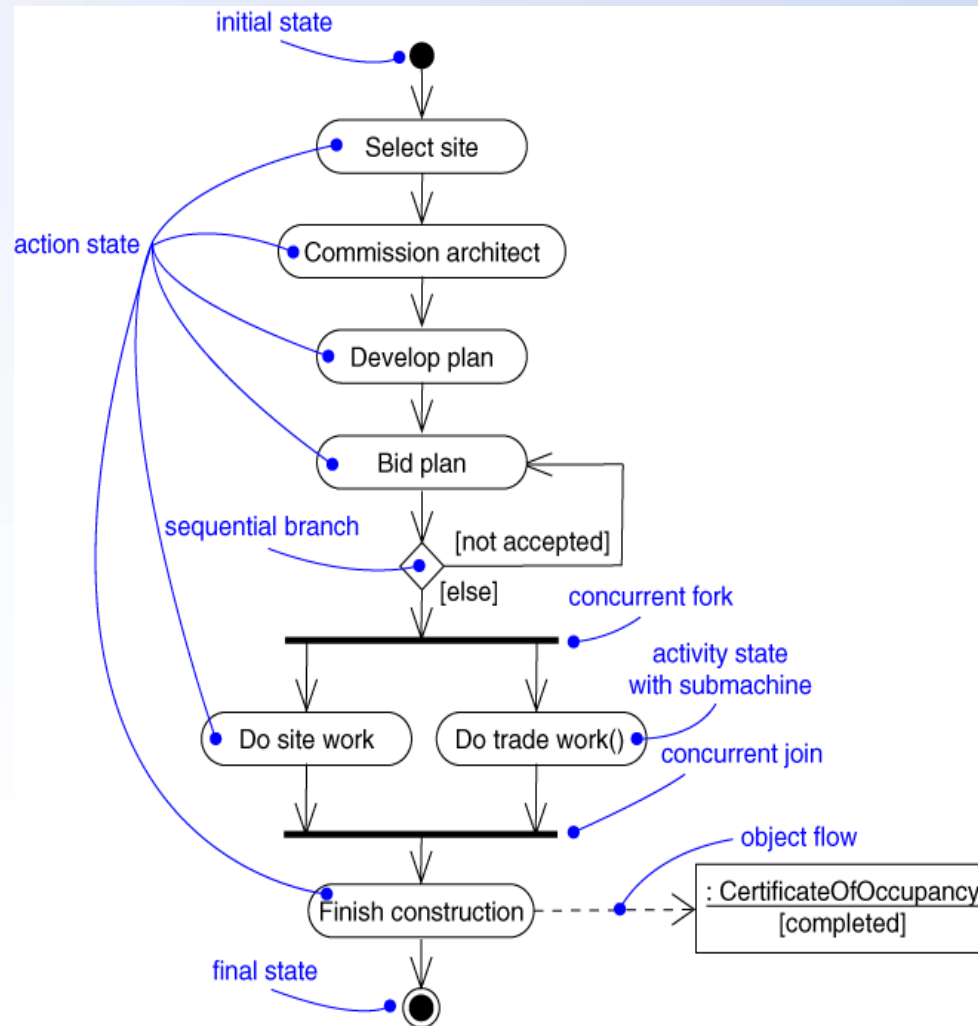 initial state
Select site
action state
Commission architect
Develop plan
Bid plan
sequential branch
[not accepted]
[else]
concurrent fork
activity state
with submachine
Do site work
Do trade work()
concurrent join
object flow
: CertificateOfOccupancy
[completed]
Finish construction
final state